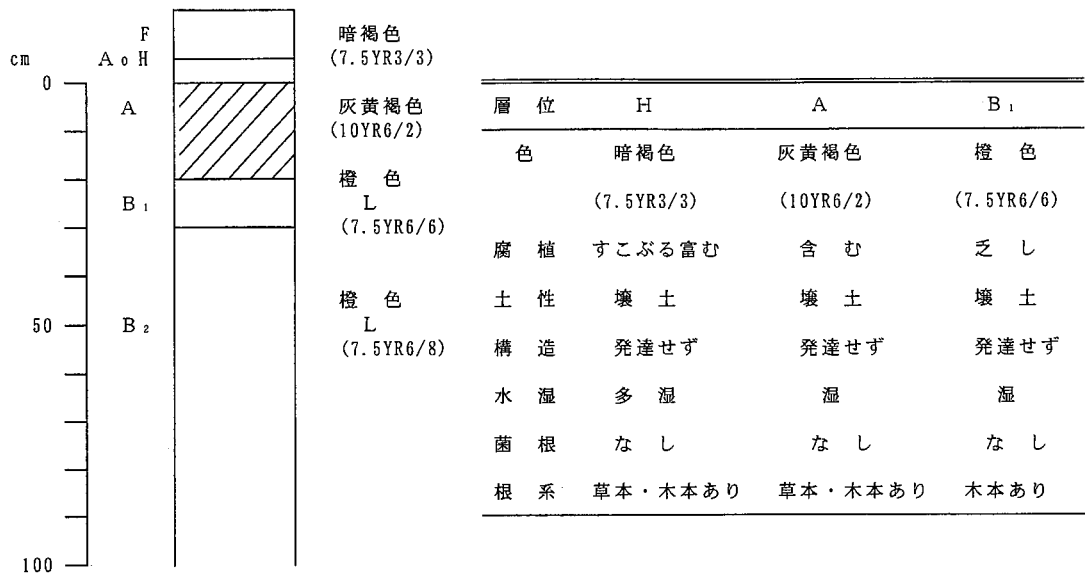 F
cm
A o H
0
A
B₁
50
B₂
100
暗褐色
(7.5YR3/3)
灰黄褐色
(10YR6/2)
橙 色
L
(7.5YR6/6)
橙 色
L
(7.5YR6/8)
層 位 H A B₁
色 暗褐色 灰黄褐色 橙 色
(7.5YR3/3) (10YR6/2) (7.5YR6/6)
腐 植 すこぶる富む 含 む 乏 し
土 性 壌 土 壌 土 壌 土
構 造 発達せず 発達せず 発達せず
水 湿 多 湿 湿 湿
菌 根 な し な し な し
根 系 草本・木本あり 草本・木本あり 木本あり